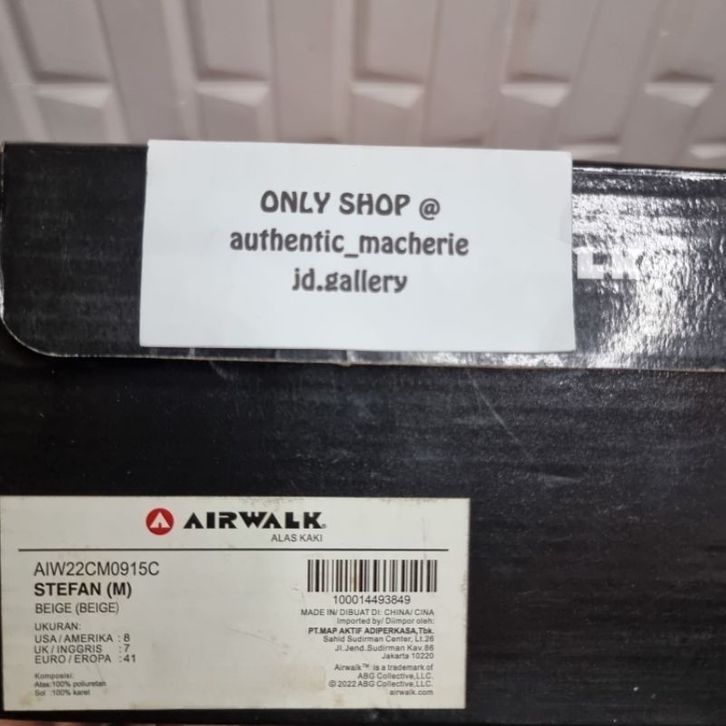 ONLY SHOP @
authentic_macherie
jd.gallery
LK
AIRWALK
ALAS KAKI
AIW22CM0915C
STEFAN (M)
BEIGE (BEIGE)
UKURAN:
USA / AMERIKA : 8
UK / INGGRIS : 7
EURO / EROPA : 41
Komposisi:
Atas:100% poliuretan
Sol :100% karet
100014493849
MADE IN/ DIBUAT DI: CHINA/ CINA
Imported by/ Diimpor oleh:
PT.MAP AKTIF ADIPERKASA,Tbk.
Sahid Sudirman Center, Lt.26
Jl.Jend.Sudirman Kav.86
Jakarta 10220
Airwalk™ is a trademark of
ABG Collective,LLC.
© 2022 ABG Collective,LLC.
airwalk.com